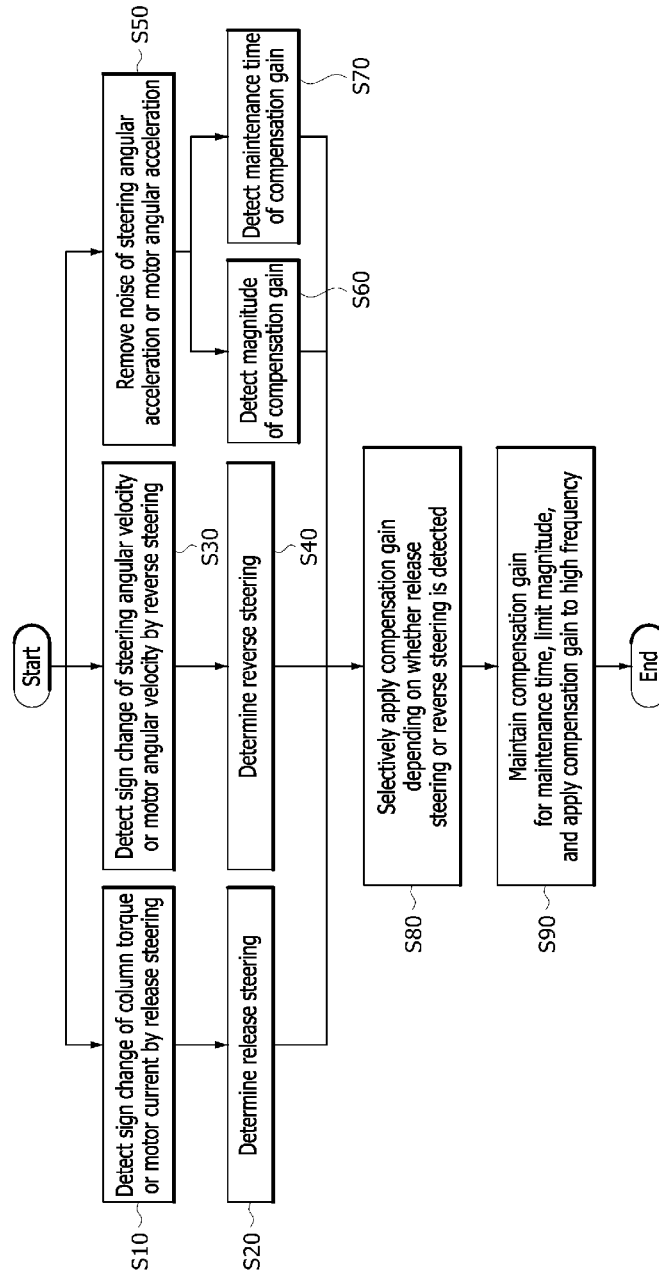 Start
S10
Detect sign change of column torque
or motor current by release steering
Detect sign change of steering angular velocity
or motor angular velocity by reverse steering
S30
Remove noise of steering angular
acceleration or motor angular acceleration
S50
S20
Determine release steering
Determine reverse steering
S40
Detect magnitude
of compensation gain
S60
Detect maintenance time
of compensation gain
S70
S80
Selectively apply compensation gain
depending on whether release
steering or reverse steering is detected
S90
Maintain compensation gain
for maintenance time, limit magnitude,
and apply compensation gain to high frequency
End